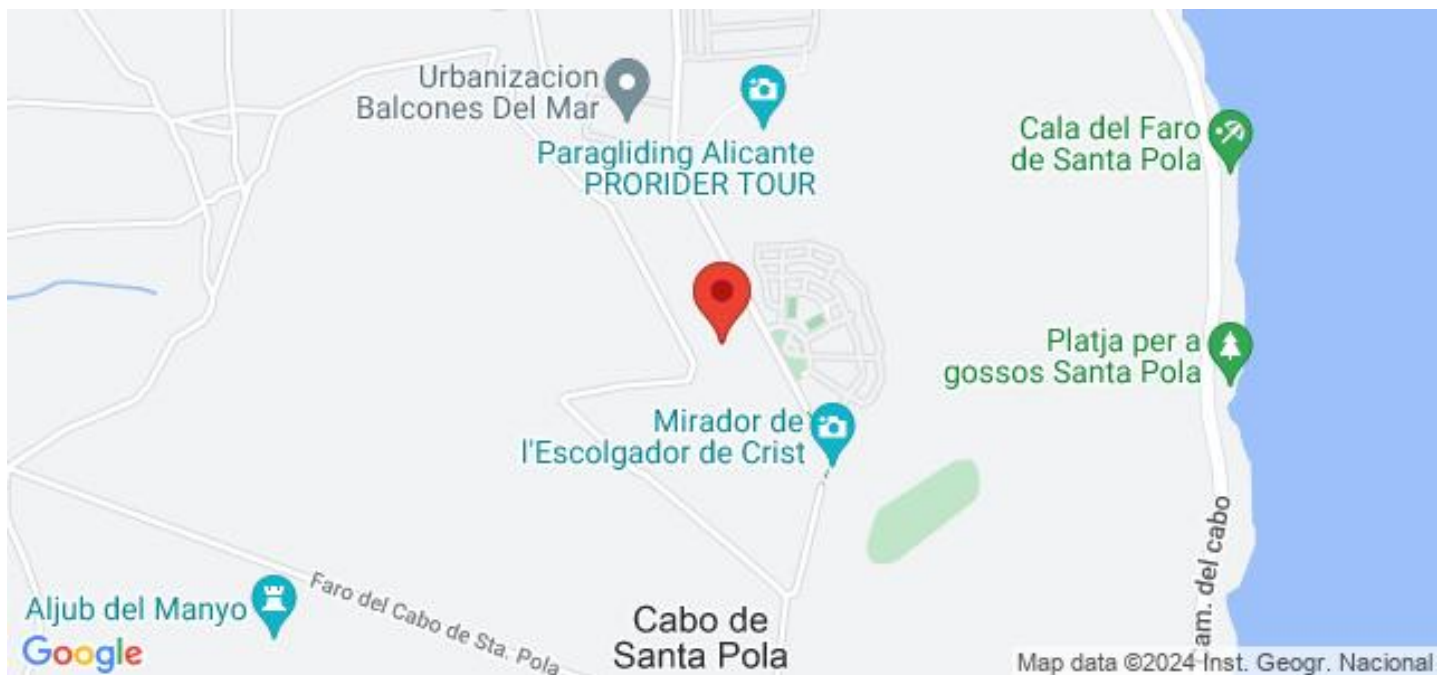 Urbanizacion
Balcones Del Mar
Paragliding Alicante
PRORIDER TOUR
Cala del Faro
de Santa Pola
Platja per a
gossos Santa Pola
Mirador de
l'Escolgador de Crist
am. del cabo
Aljub del Manyo
Faro del Cabo de Sta. Pola
Cabo de
Santa Pola
Google
Map data ©2024 Inst. Geogr. Nacional